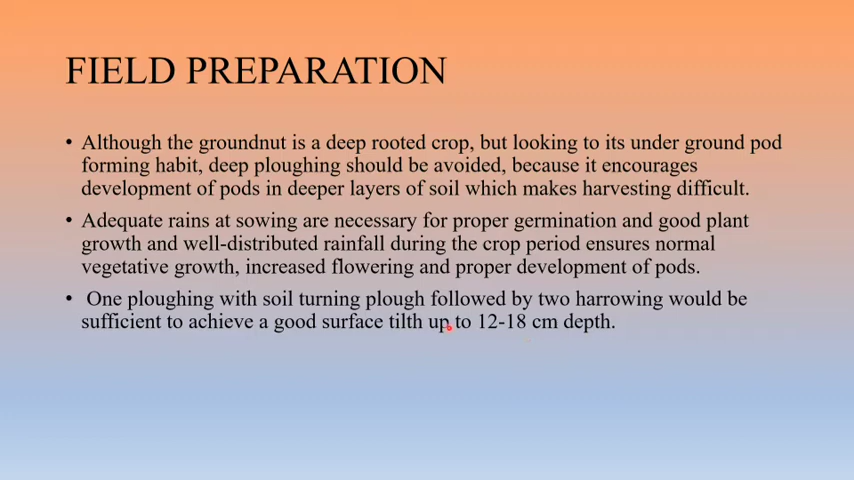 FIELD PREPARATION
• Although the groundnut is a deep rooted crop, but looking to its under ground pod
forming habit, deep ploughing should be avoided, because it encourages
development of pods in deeper layers of soil which makes harvesting difficult.
• Adequate rains at sowing are necessary for proper germination and good plant
growth and well-distributed rainfall during the crop period ensures normal
vegetative growth, increased flowering and proper development of pods.
• One ploughing with soil turning plough followed by two harrowing would be
sufficient to achieve a good surface tilth up to 12-18 cm depth.